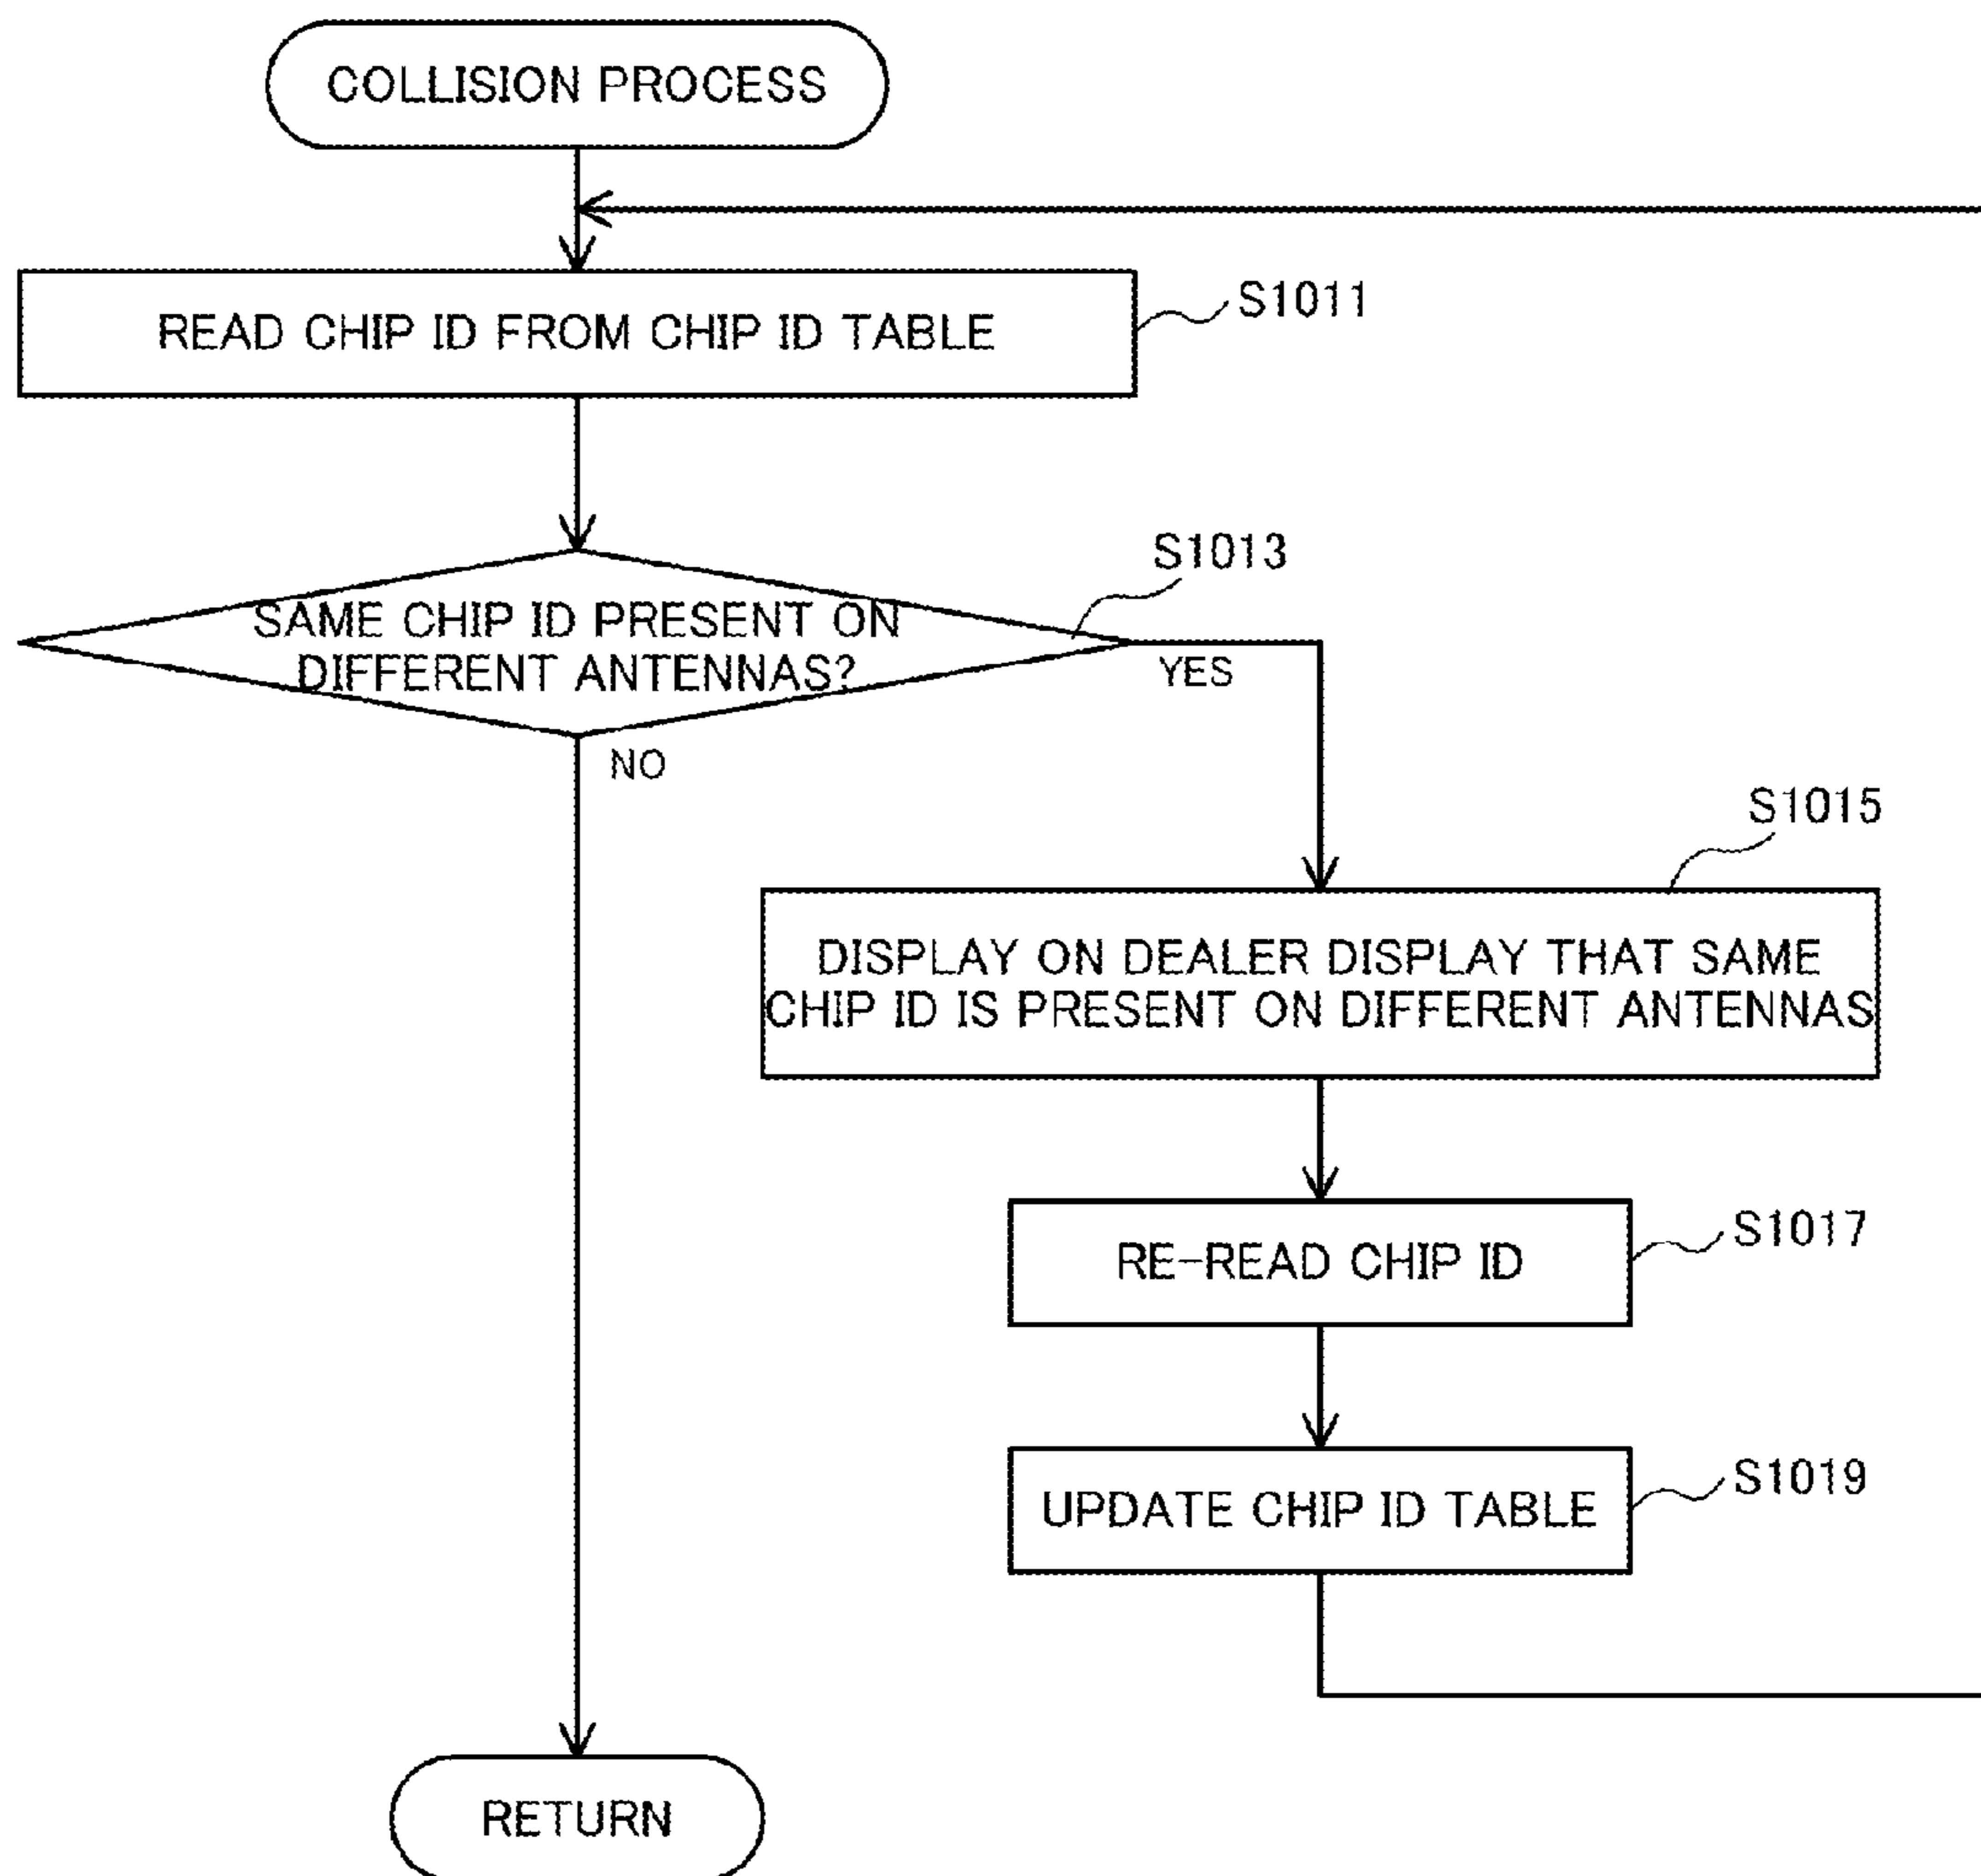 COLLISION PROCESS
READ CHIP ID FROM CHIP ID TABLE
S1011
S1013
SAME CHIP ID PRESENT ON
DIFFERENT ANTENNAS?
YES
NO
S1015
DISPLAY ON DEALER DISPLAY THAT SAME
CHIP ID IS PRESENT ON DIFFERENT ANTENNAS
RE-READ CHIP ID
S1017
UPDATE CHIP ID TABLE
S1019
RETURN